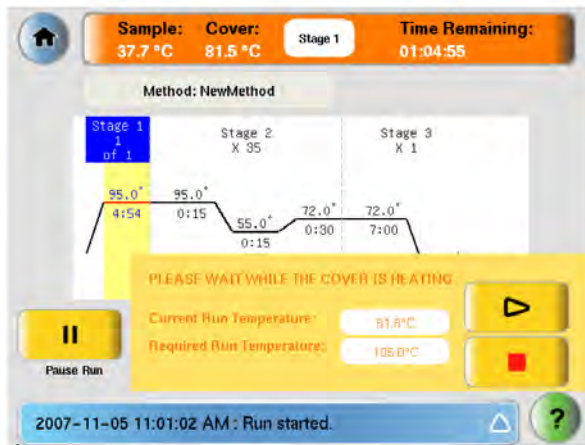 Sample: Cover: Stage 1 Time Remaining:
37.7 °C 81.5 °C 01:04:55
Method: NewMethod
Stage 1 Stage 2 Stage 3
1 X 35 X 1
of 1
95.0° 95.0° 55.0° 72.0° 72.0°
4:54 0:15 0:15 0:30 7:00
PLEASE WAIT WHILE THE COVER IS HEATING
Current Run Temperature: 81.8°C
Required Run Temperature: 105.0°C
Pause Run
2007-11-05 11:01:02 AM : Run started.
?